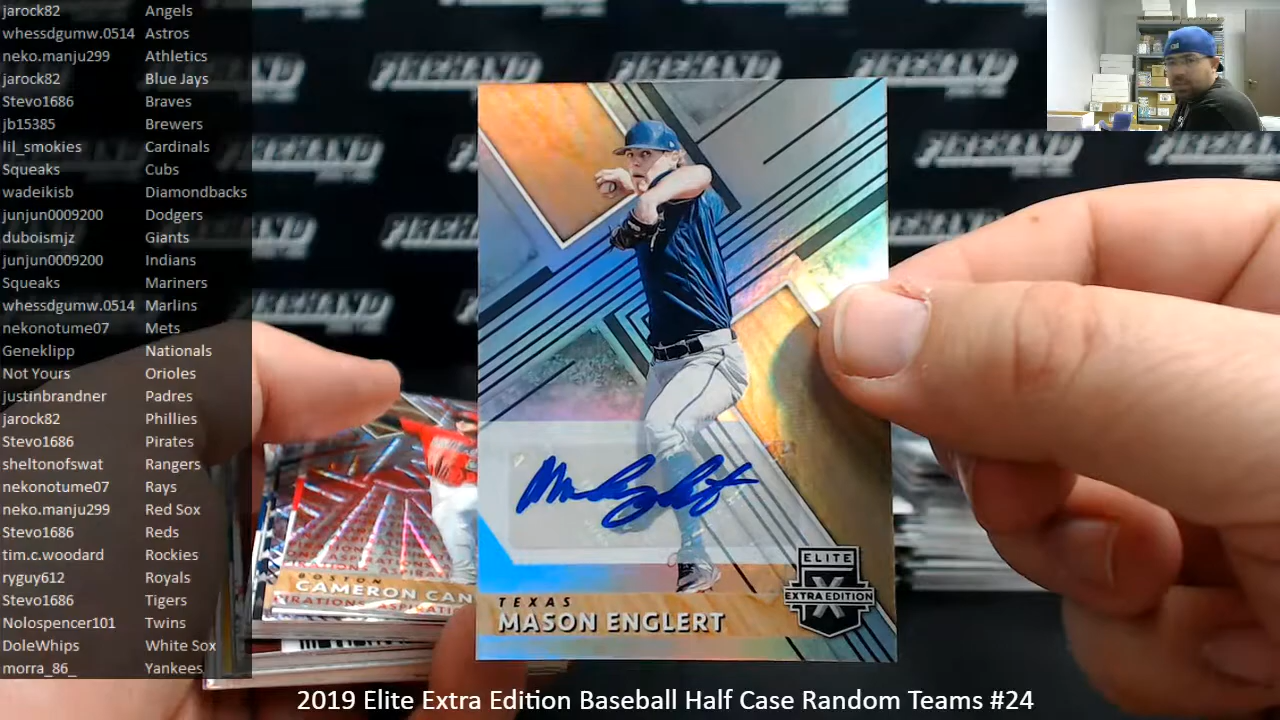 jarock82 Angels
whessdgumw.0514 Astros
neko.manju299 Athletics
jarock82 Blue Jays
Stevo1686 Braves
jb15385 Brewers
lil_smokies Cardinals
Squeaks Cubs
wadeikisb Diamondbacks
junjun0009200 Dodgers
duboismjz Giants
junjun0009200 Indians
Squeaks Mariners
whessdgumw.0514 Marlins
nekonotume07 Mets
Geneklipp Nationals
Not Yours Orioles
justinbrandner Padres
jarock82 Phillies
Stevo1686 Pirates
sheltonofswat Rangers
nekonotume07 Rays
neko.manju299 Red Sox
Stevo1686 Reds
tim.c.woodard Rockies
ryguy612 Royals
Stevo1686 Tigers
Nolospencer101 Twins
DoleWhips White Sox
morra_86_ Yankees
FIREHAND
BOSTON
CAMERON CAN
ELITE
X
EXTRA EDITION
TEXAS
MASON ENGLERT
2019 Elite Extra Edition Baseball Half Case Random Teams #24